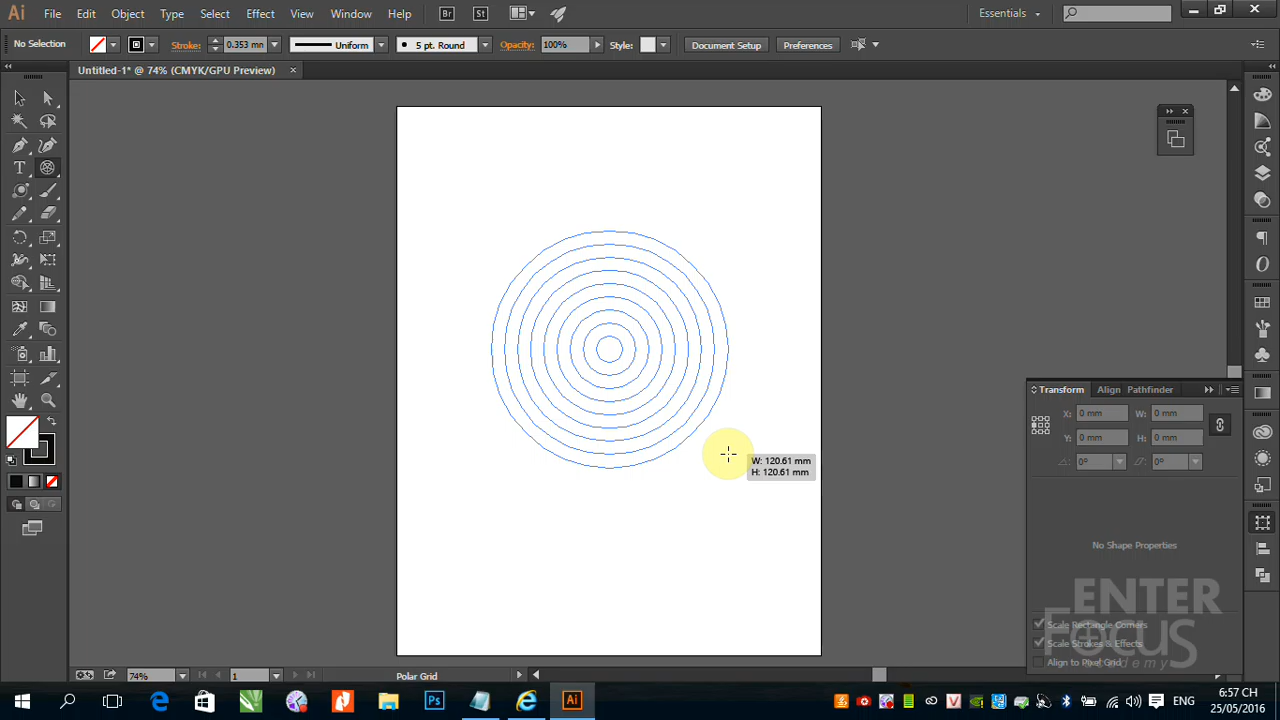 Ai File Edit Object Type Select Effect View Window Help Br St Essentials
No Selection Stroke: 0.353 mn Uniform 5 pt. Round Opacity: 100% Style: Document Setup Preferences
Untitled-1* @ 74% (CMYK/GPU Preview)
W: 120.61 mm
H: 120.61 mm
Transform Align Pathfinder
X: 0 mm W: 0 mm
Y: 0 mm H: 0 mm
0° 0°
No Shape Properties
ENTER
FOCUS
Academy
Scale Rectangle Corners
Scale Strokes & Effects
Align to Pixel Grid
74% 1 Polar Grid
Ps Ai ENG 6:57 CH
25/05/2016